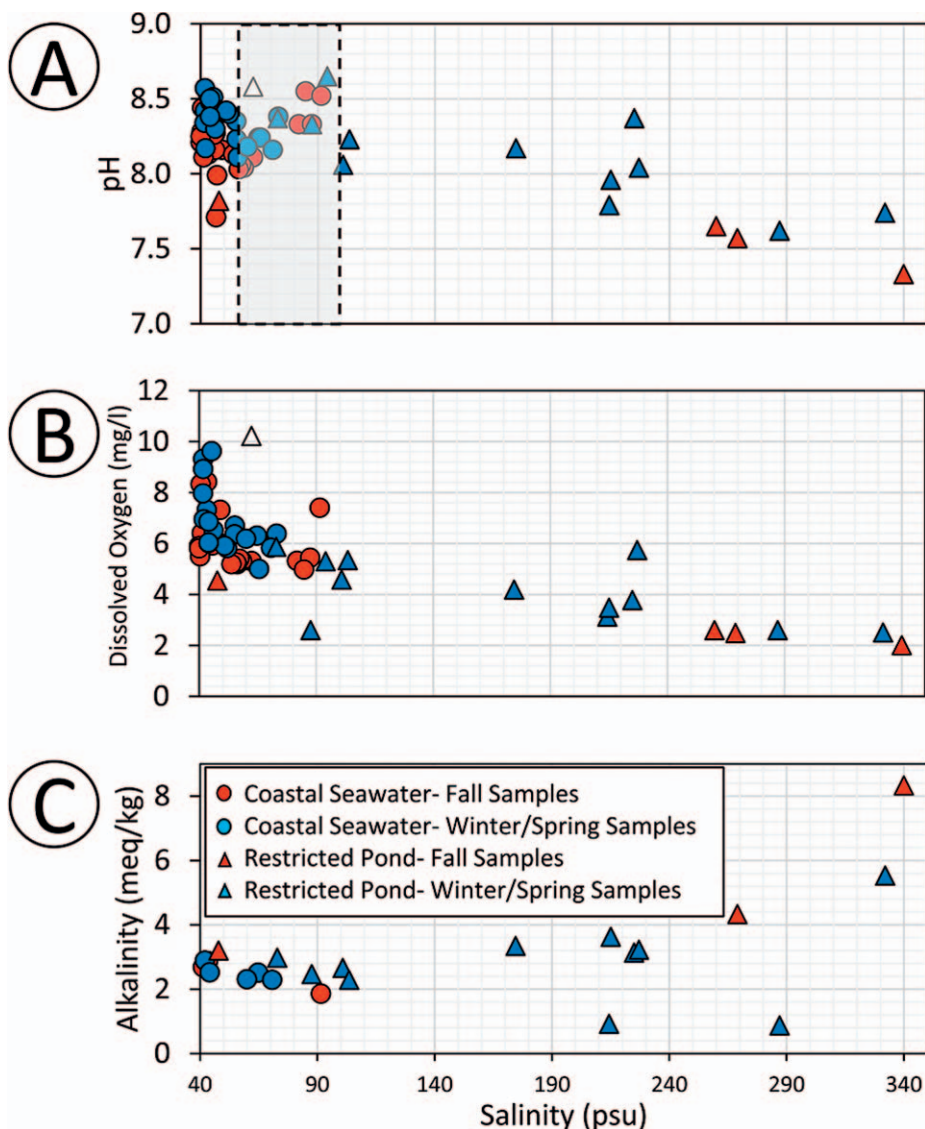 A
9.0
8.5
8.0
7.5
7.0
pH
B
12
10
8
6
4
2
0
Dissolved Oxygen (mg/l)
C
8
6
4
2
0
Alkalinity (meq/kg)
Coastal Seawater- Fall Samples
Coastal Seawater- Winter/Spring Samples
Restricted Pond- Fall Samples
Restricted Pond- Winter/Spring Samples
40 90 140 190 240 290 340
Salinity (psu)